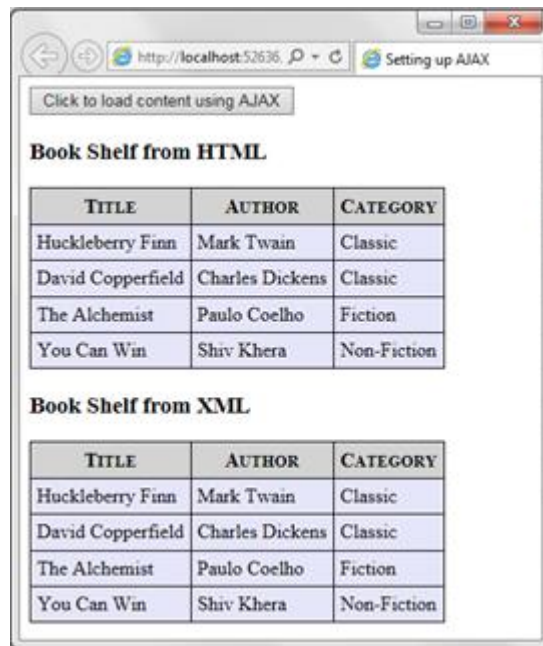 http://localhost:52636.
Setting up AJAX
Click to load content using AJAX
Book Shelf from HTML
TITLE AUTHOR CATEGORY
Huckleberry Finn Mark Twain Classic
David Copperfield Charles Dickens Classic
The Alchemist Paulo Coelho Fiction
You Can Win Shiv Khera Non-Fiction
Book Shelf from XML
TITLE AUTHOR CATEGORY
Huckleberry Finn Mark Twain Classic
David Copperfield Charles Dickens Classic
The Alchemist Paulo Coelho Fiction
You Can Win Shiv Khera Non-Fiction